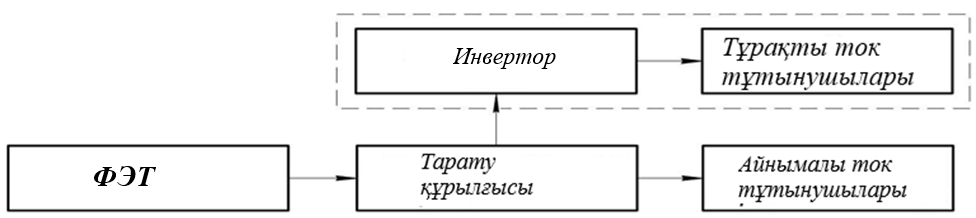 Инвертор
Тұрақты ток
тұтынушылары
ФЭТ
Тарату
құрылғысы
Айнымалы ток
тұтынушылары